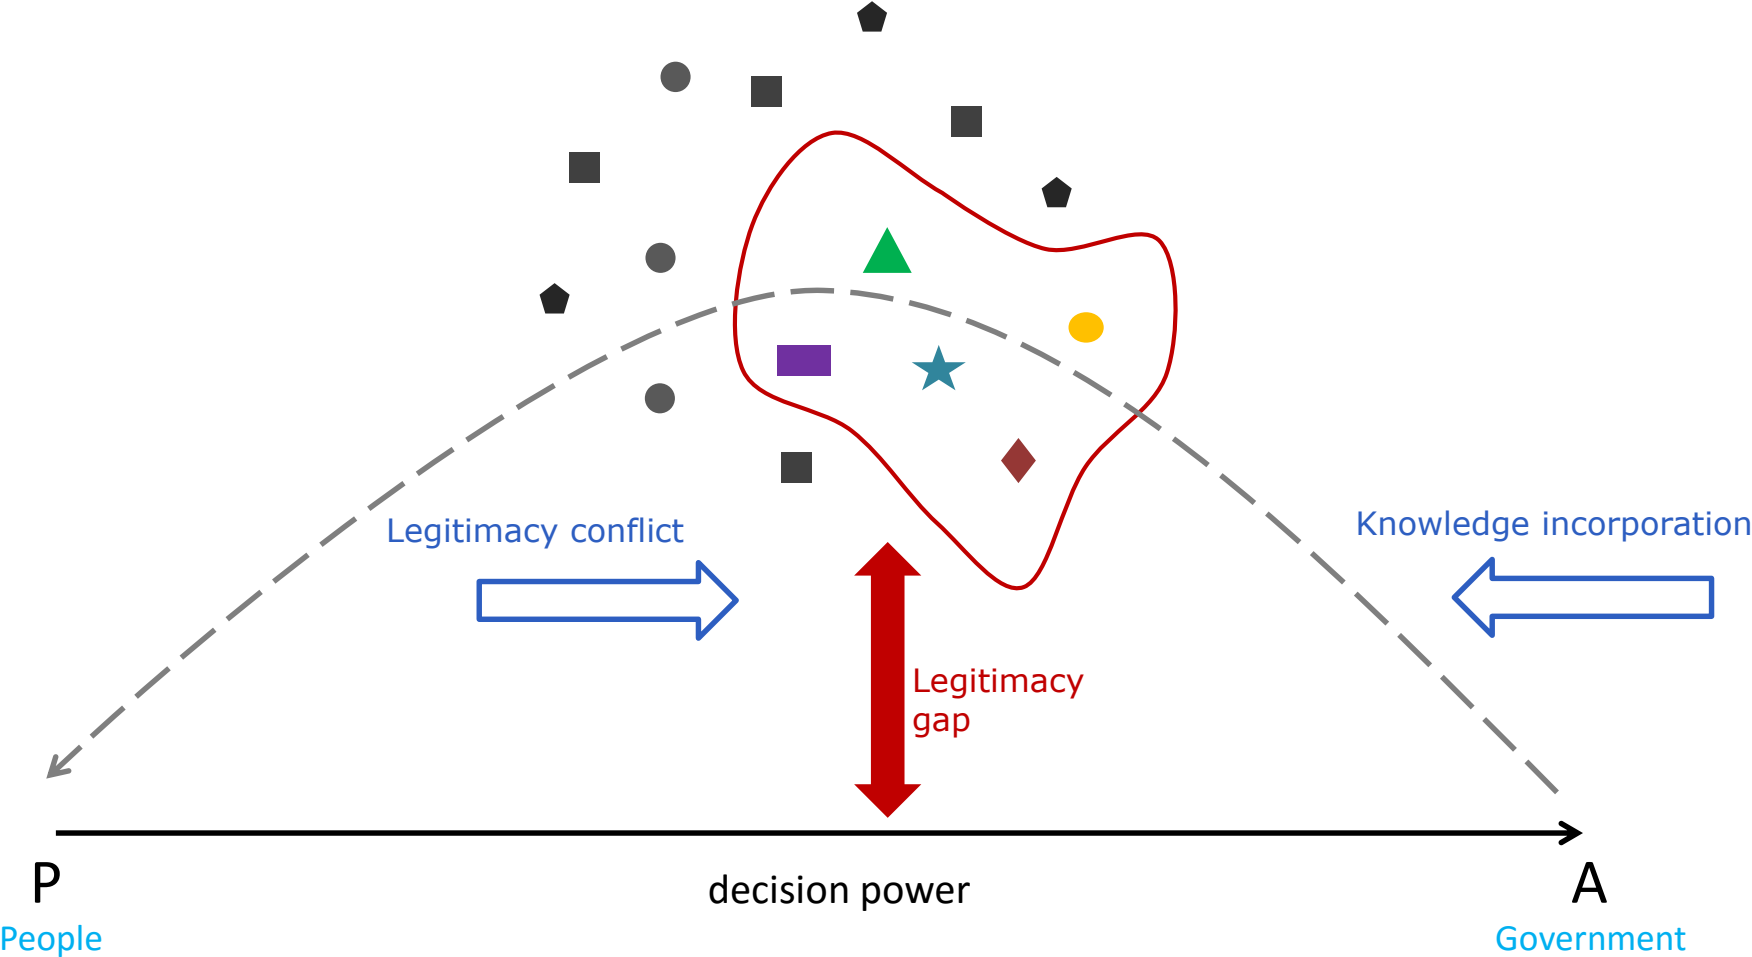 Legitimacy conflict
Knowledge incorporation
Legitimacy
gap
P
decision power
A
People
Government